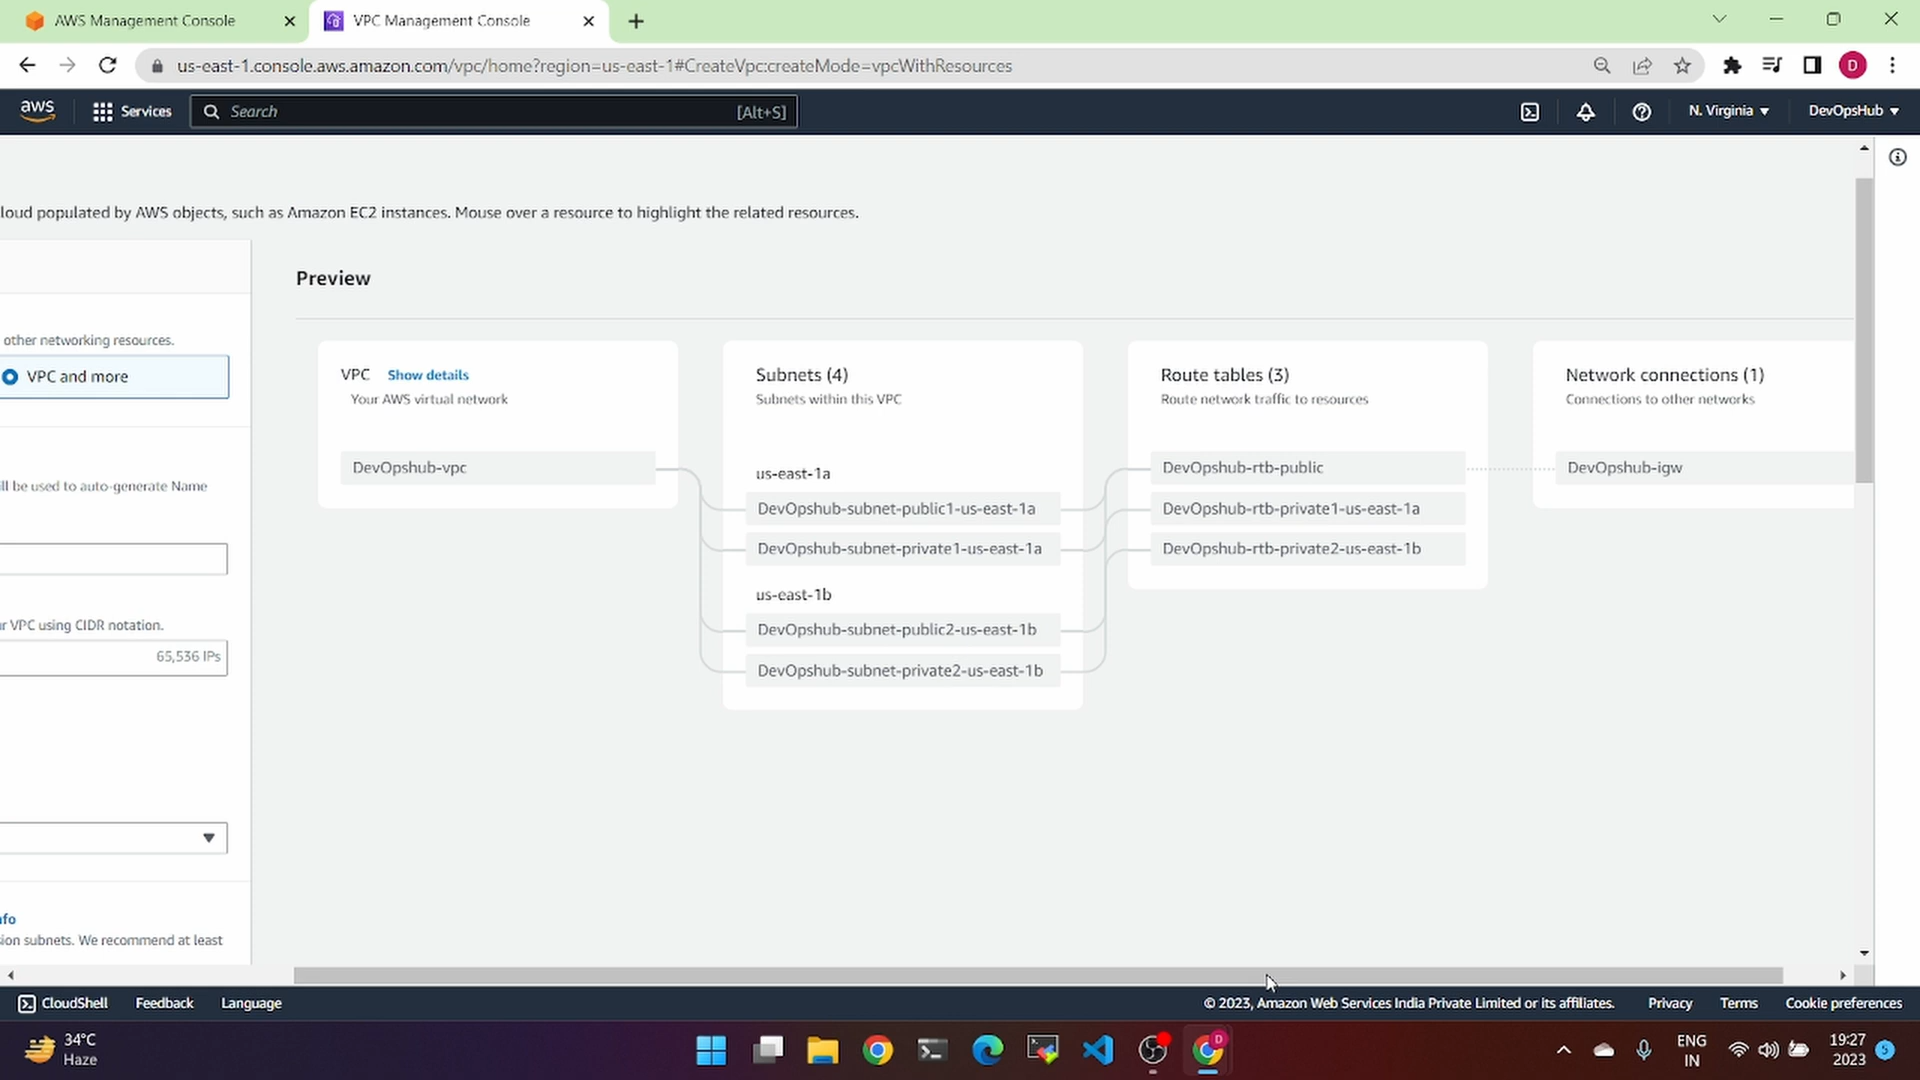 AWS Management Console
VPC Management Console
us-east-1.console.aws.amazon.com/vpc/home?region=us-east-1#CreateVpc:createMode=vpcWithResources
D
aws
Services
Search
[Alt+S]
N. Virginia
DevOpsHub
loud populated by AWS objects, such as Amazon EC2 instances. Mouse over a resource to highlight the related resources.
other networking resources.
VPC and more
ll be used to auto-generate Name
r VPC using CIDR notation.
65,536 IPs
nfo
ion subnets. We recommend at least
Preview
VPC Show details
Your AWS virtual network
DevOpshub-vpc
Subnets (4)
Subnets within this VPC
us-east-1a
DevOpshub-subnet-public1-us-east-1a
DevOpshub-subnet-private1-us-east-1a
us-east-1b
DevOpshub-subnet-public2-us-east-1b
DevOpshub-subnet-private2-us-east-1b
Route tables (3)
Route network traffic to resources
DevOpshub-rtb-public
DevOpshub-rtb-private1-us-east-1a
DevOpshub-rtb-private2-us-east-1b
Network connections (1)
Connections to other networks
DevOpshub-igw
CloudShell
Feedback
Language
© 2023, Amazon Web Services India Private Limited or its affiliates.
Privacy
Terms
Cookie preferences
34°C
Haze
D
ENG
IN
19:27
2023
5